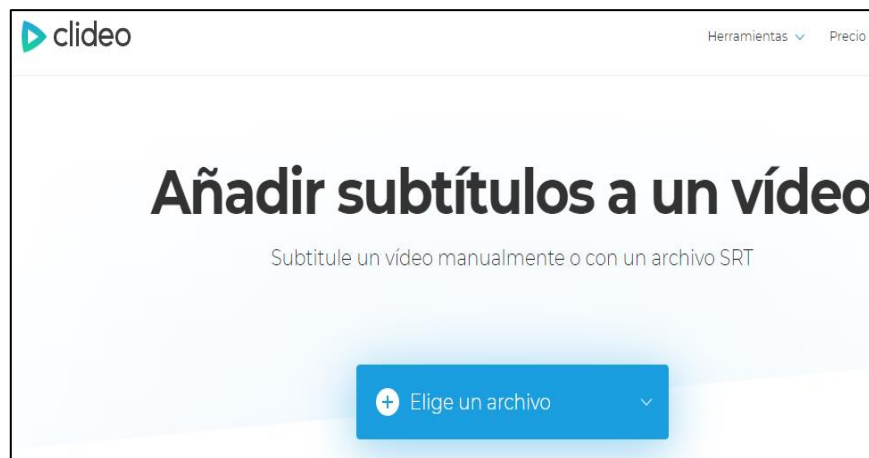 clideo
Herramientas Precio
Añadir subtítulos a un vídeo
Subtitule un vídeo manualmente o con un archivo SRT
Elige un archivo